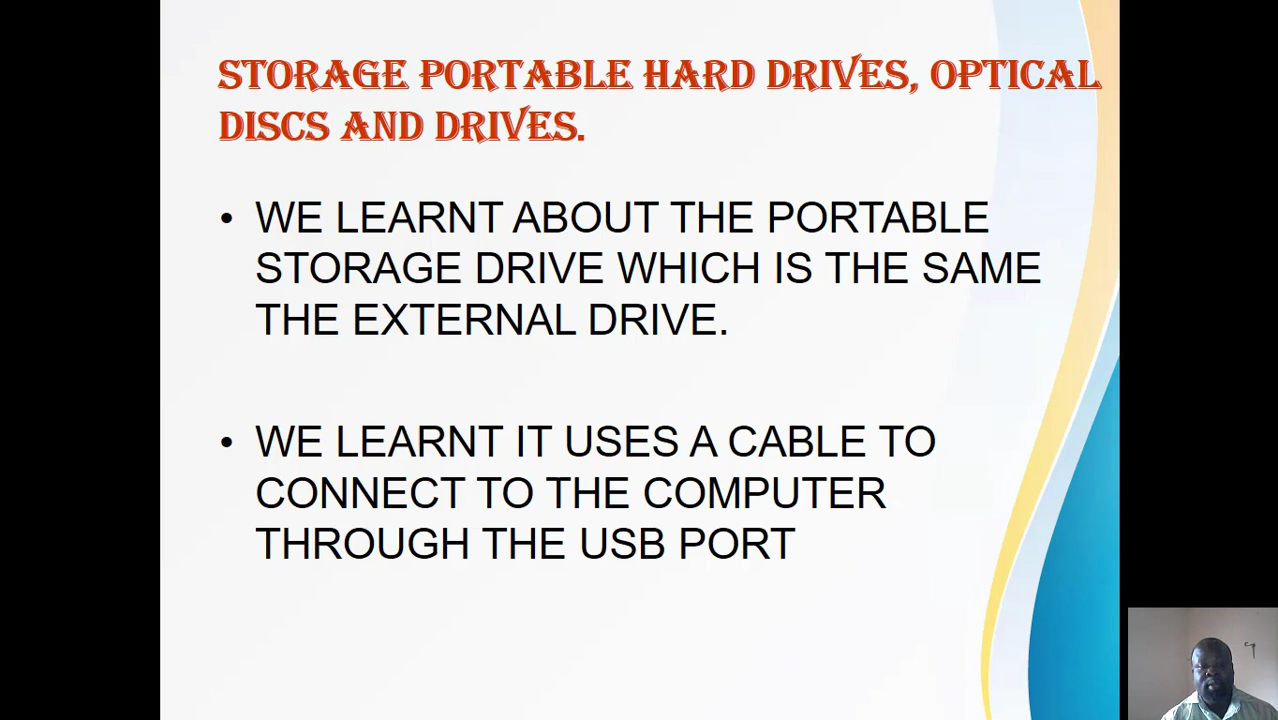 STORAGE PORTABLE HARD DRIVES, OPTICAL
DISCS AND DRIVES.
• WE LEARNT ABOUT THE PORTABLE
STORAGE DRIVE WHICH IS THE SAME
THE EXTERNAL DRIVE.
• WE LEARNT IT USES A CABLE TO
CONNECT TO THE COMPUTER
THROUGH THE USB PORT